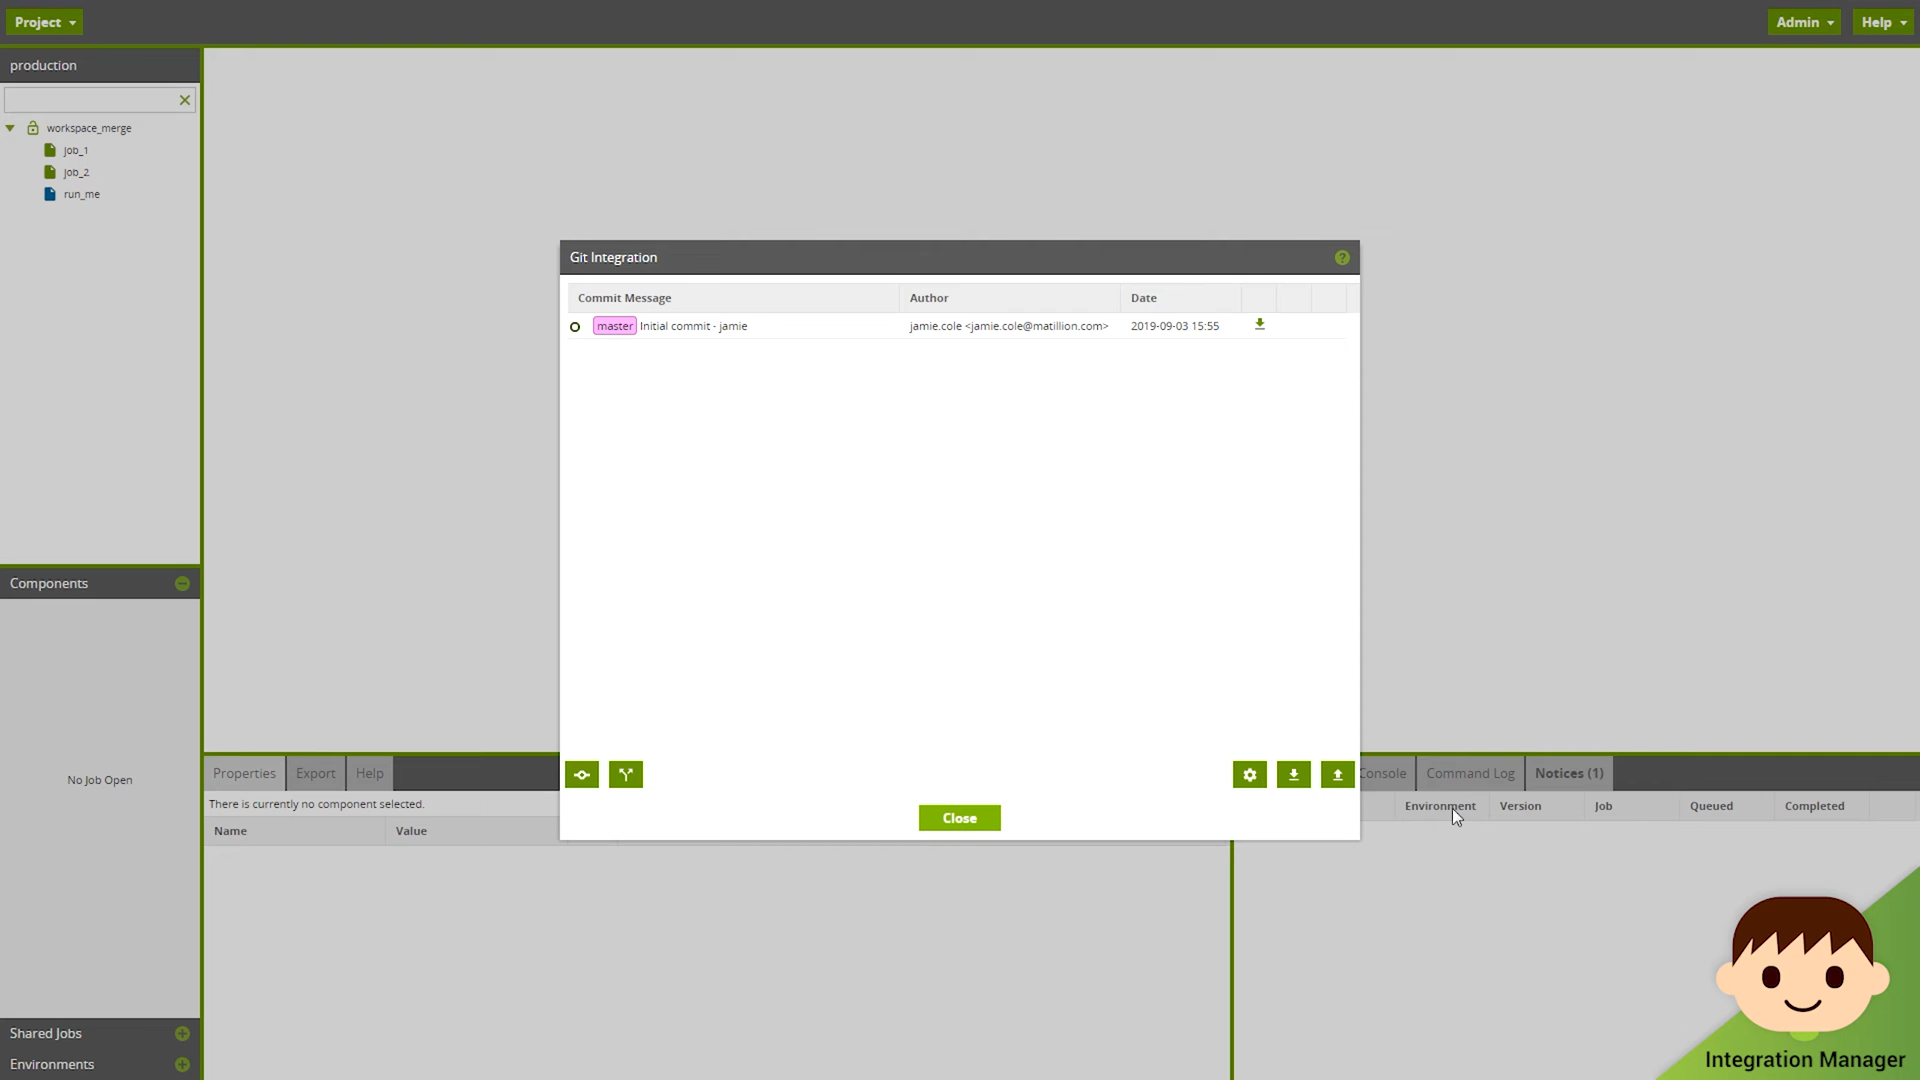 Project
Admin
Help
production
workspace_merge
job_1
job_2
run_me
Git Integration
?
Commit Message Author Date
master Initial commit - jamie jamie.cole <jamie.cole@matillion.com> 2019-09-03 15:55
Close
Components
No Job Open
Shared Jobs
Environments
Properties Export Help
There is currently no component selected.
Name Value
Console Command Log Notices (1)
Environment Version Job Queued Completed
Integration Manager